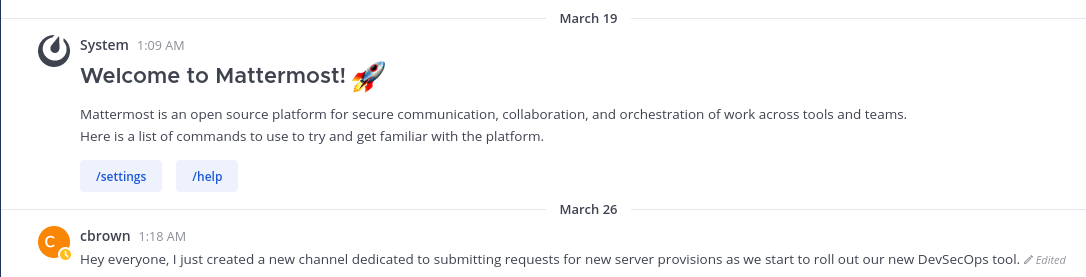 March 19
System 1:09 AM
Welcome to Mattermost! 🚀
Mattermost is an open source platform for secure communication, collaboration, and orchestration of work across tools and teams.
Here is a list of commands to use to try and get familiar with the platform.
/settings /help
March 26
C
cbrown 1:18 AM
Hey everyone, I just created a new channel dedicated to submitting requests for new server provisions as we start to roll out our new DevSecOps tool. Edited